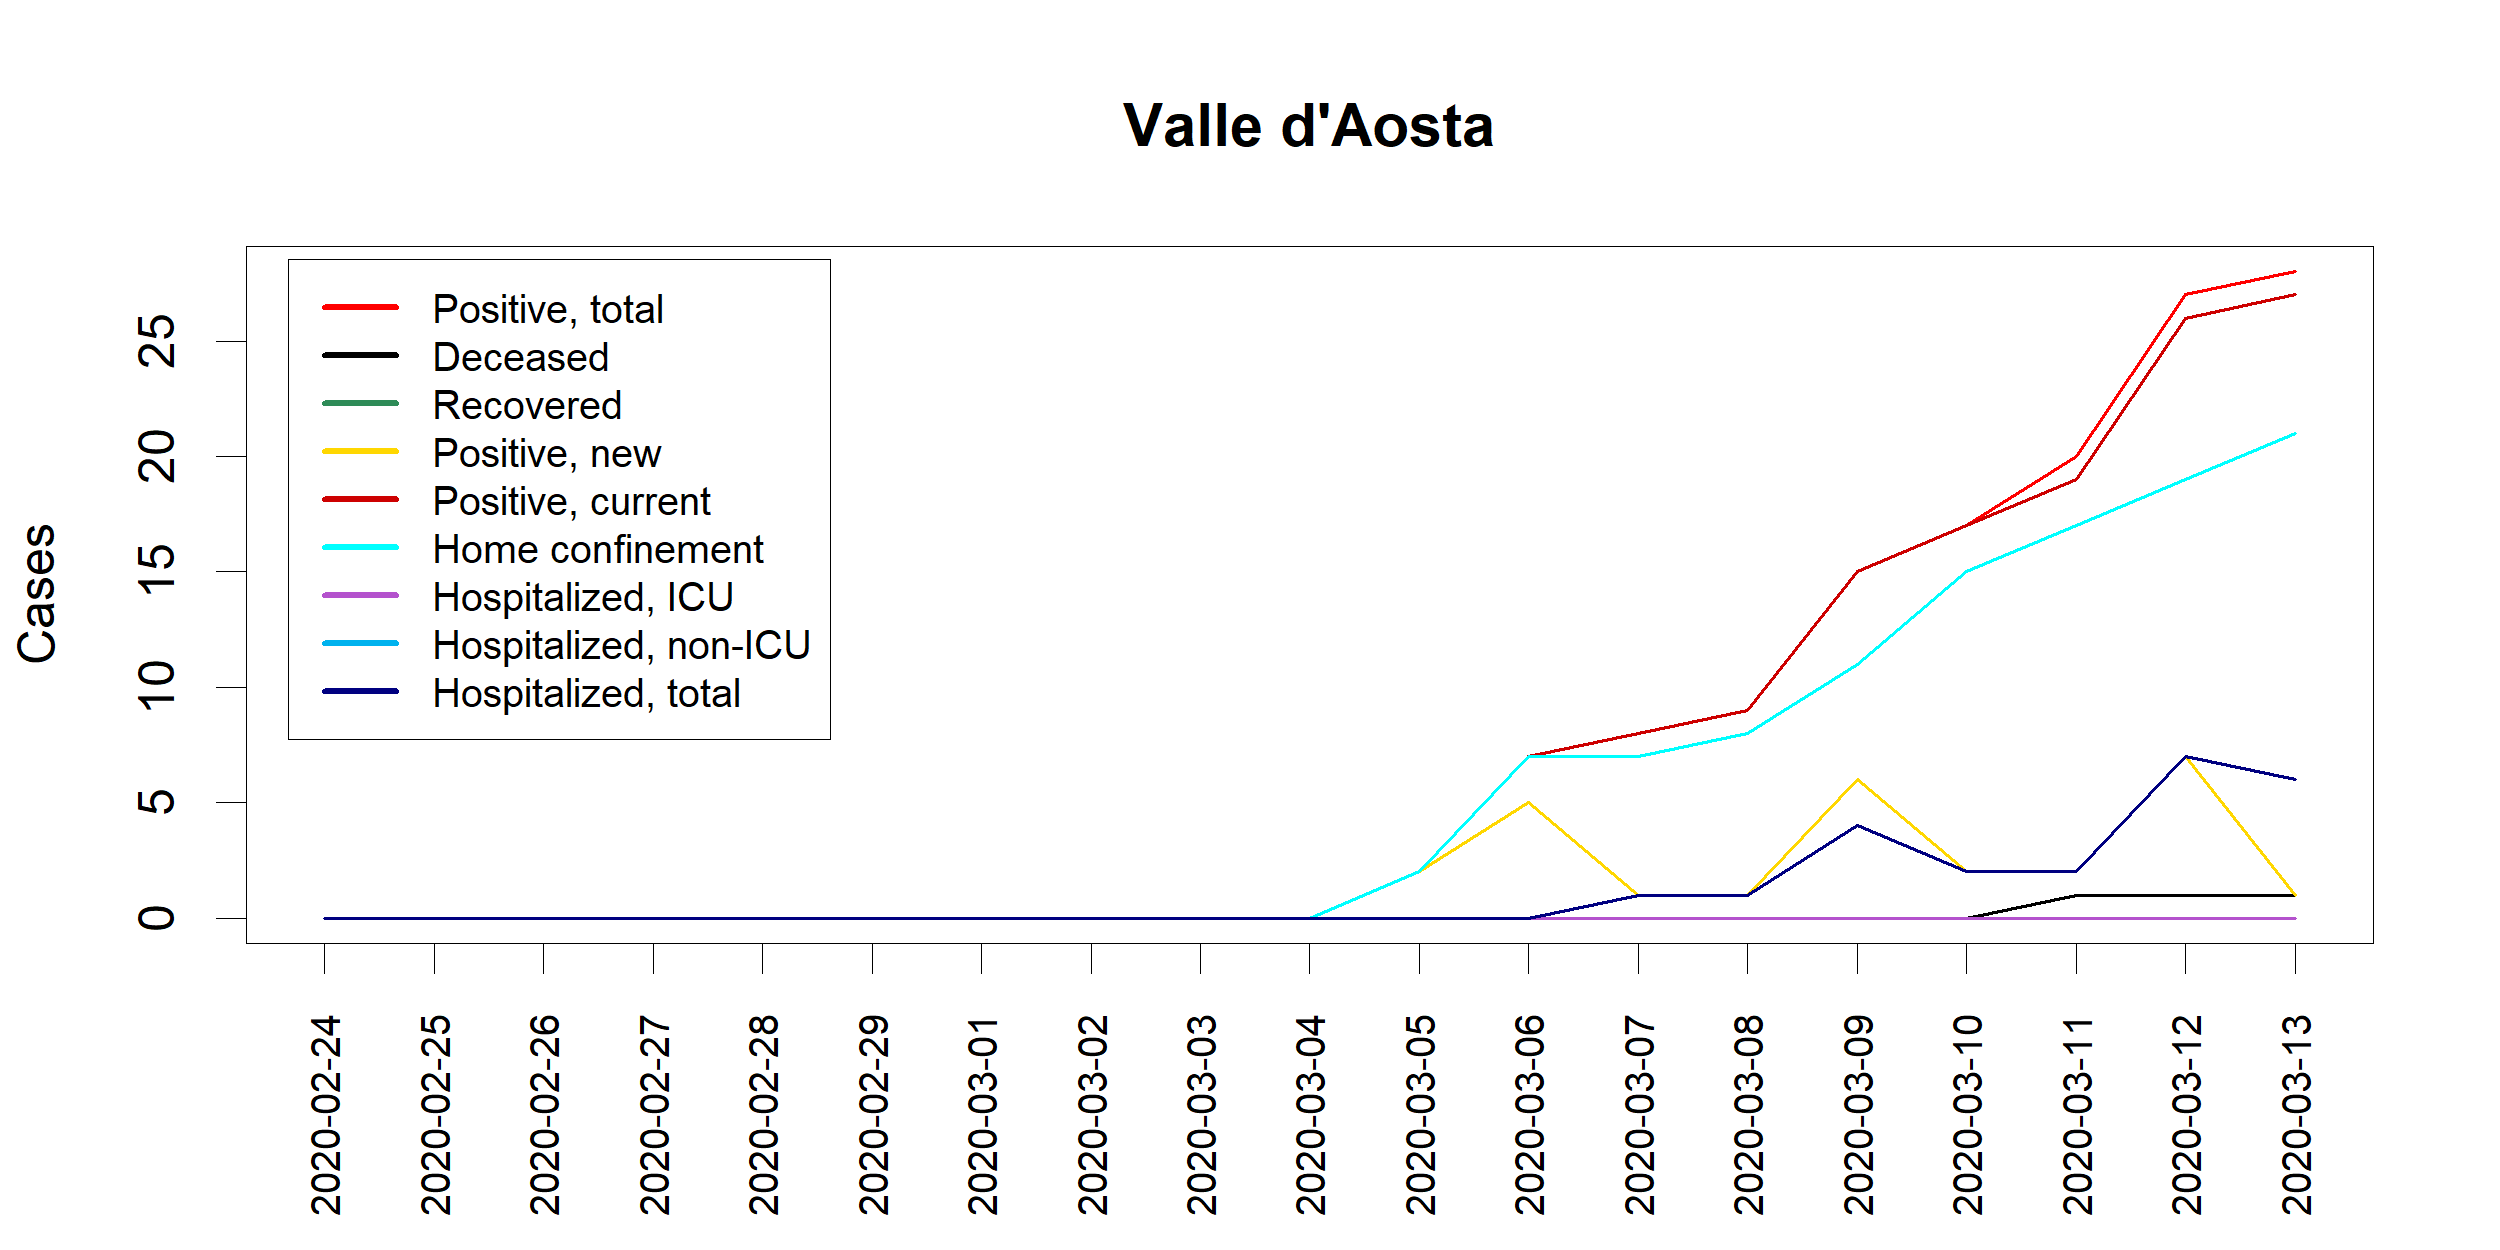 Valle d'Aosta
Cases
25
20
15
10
5
0
Positive, total
Deceased
Recovered
Positive, new
Positive, current
Home confinement
Hospitalized, ICU
Hospitalized, non-ICU
Hospitalized, total
2020-02-24
2020-02-25
2020-02-26
2020-02-27
2020-02-28
2020-02-29
2020-03-01
2020-03-02
2020-03-03
2020-03-04
2020-03-05
2020-03-06
2020-03-07
2020-03-08
2020-03-09
2020-03-10
2020-03-11
2020-03-12
2020-03-13